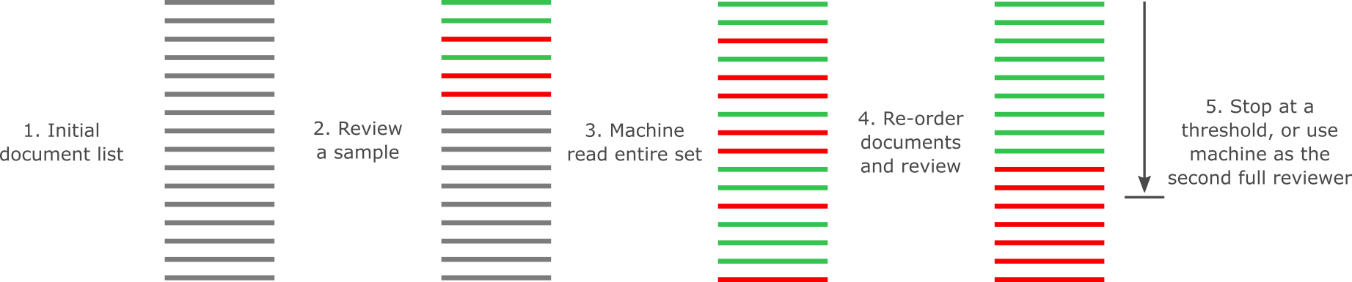 1. Initial
document list
2. Review
a sample
3. Machine
read entire set
4. Re-order
documents
and review
5. Stop at a
threshold, or use
machine as the
second full reviewer